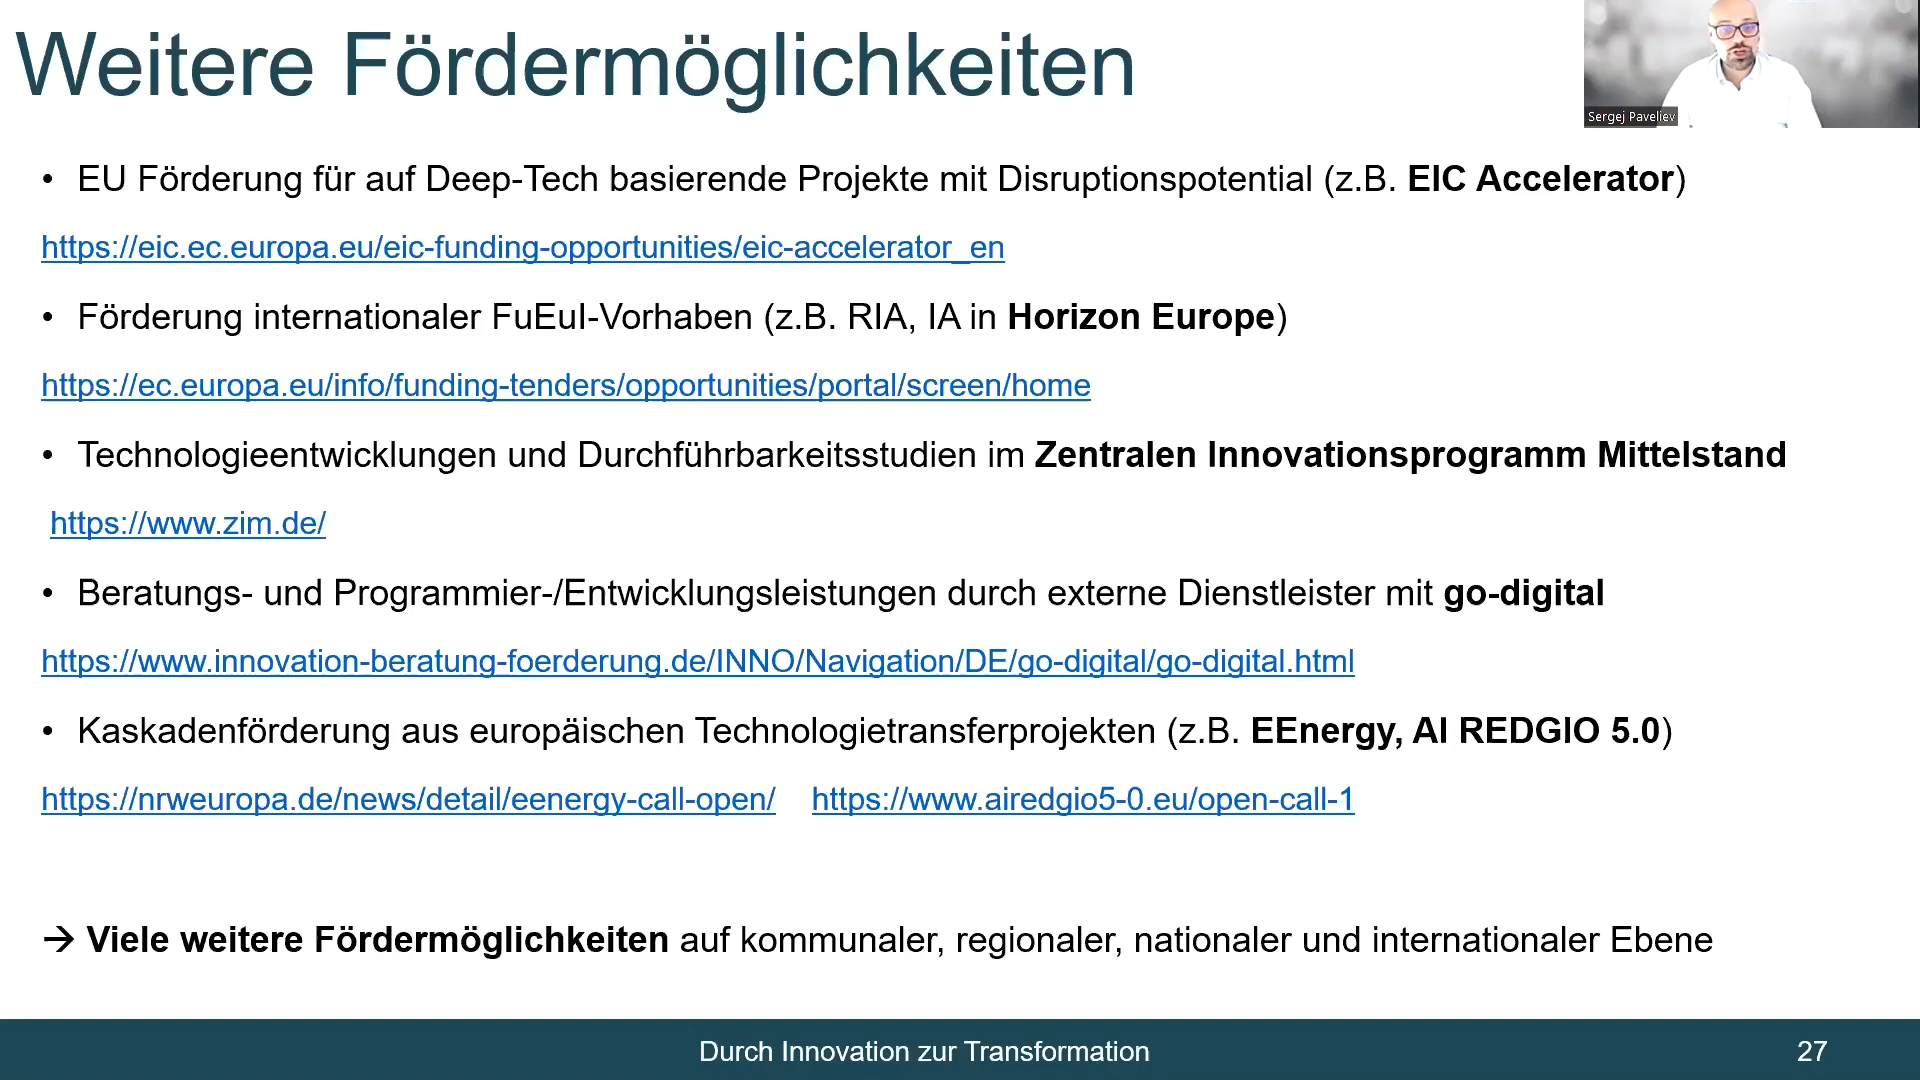 Weitere Fördermöglichkeiten
Sergej Paveliev
• EU Förderung für auf Deep-Tech basierende Projekte mit Disruptionspotential (z.B. EIC Accelerator)
https://eic.ec.europa.eu/eic-funding-opportunities/eic-accelerator_en
• Förderung internationaler FuEuI-Vorhaben (z.B. RIA, IA in Horizon Europe)
https://ec.europa.eu/info/funding-tenders/opportunities/portal/screen/home
• Technologieentwicklungen und Durchführbarkeitsstudien im Zentralen Innovationsprogramm Mittelstand
https://www.zim.de/
• Beratungs- und Programmier-/Entwicklungsleistungen durch externe Dienstleister mit go-digital
https://www.innovation-beratung-foerderung.de/INNO/Navigation/DE/go-digital/go-digital.html
• Kaskadenförderung aus europäischen Technologietransferprojekten (z.B. EEnergy, AI REDGIO 5.0)
https://nrweuropa.de/news/detail/eenergy-call-open/ https://www.airedgio5-0.eu/open-call-1
→ Viele weitere Fördermöglichkeiten auf kommunaler, regionaler, nationaler und internationaler Ebene
Durch Innovation zur Transformation
27